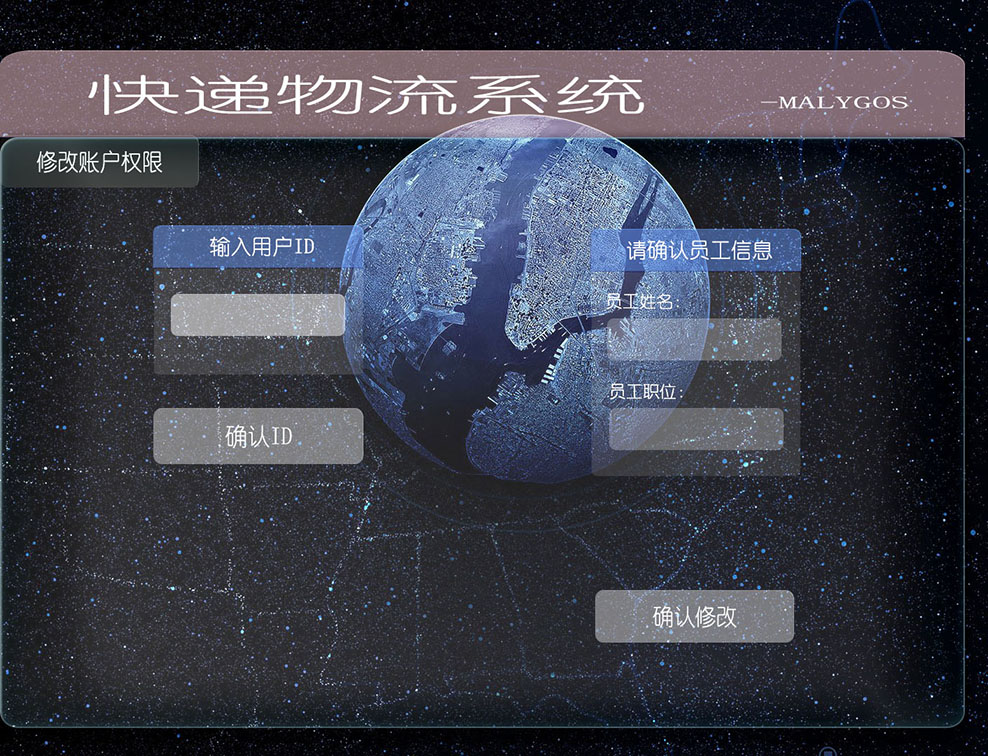 快递物流系统
—MALYGOS
修改账户权限
输入用户ID
确认ID
请确认员工信息
员工姓名:
员工职位:
确认修改